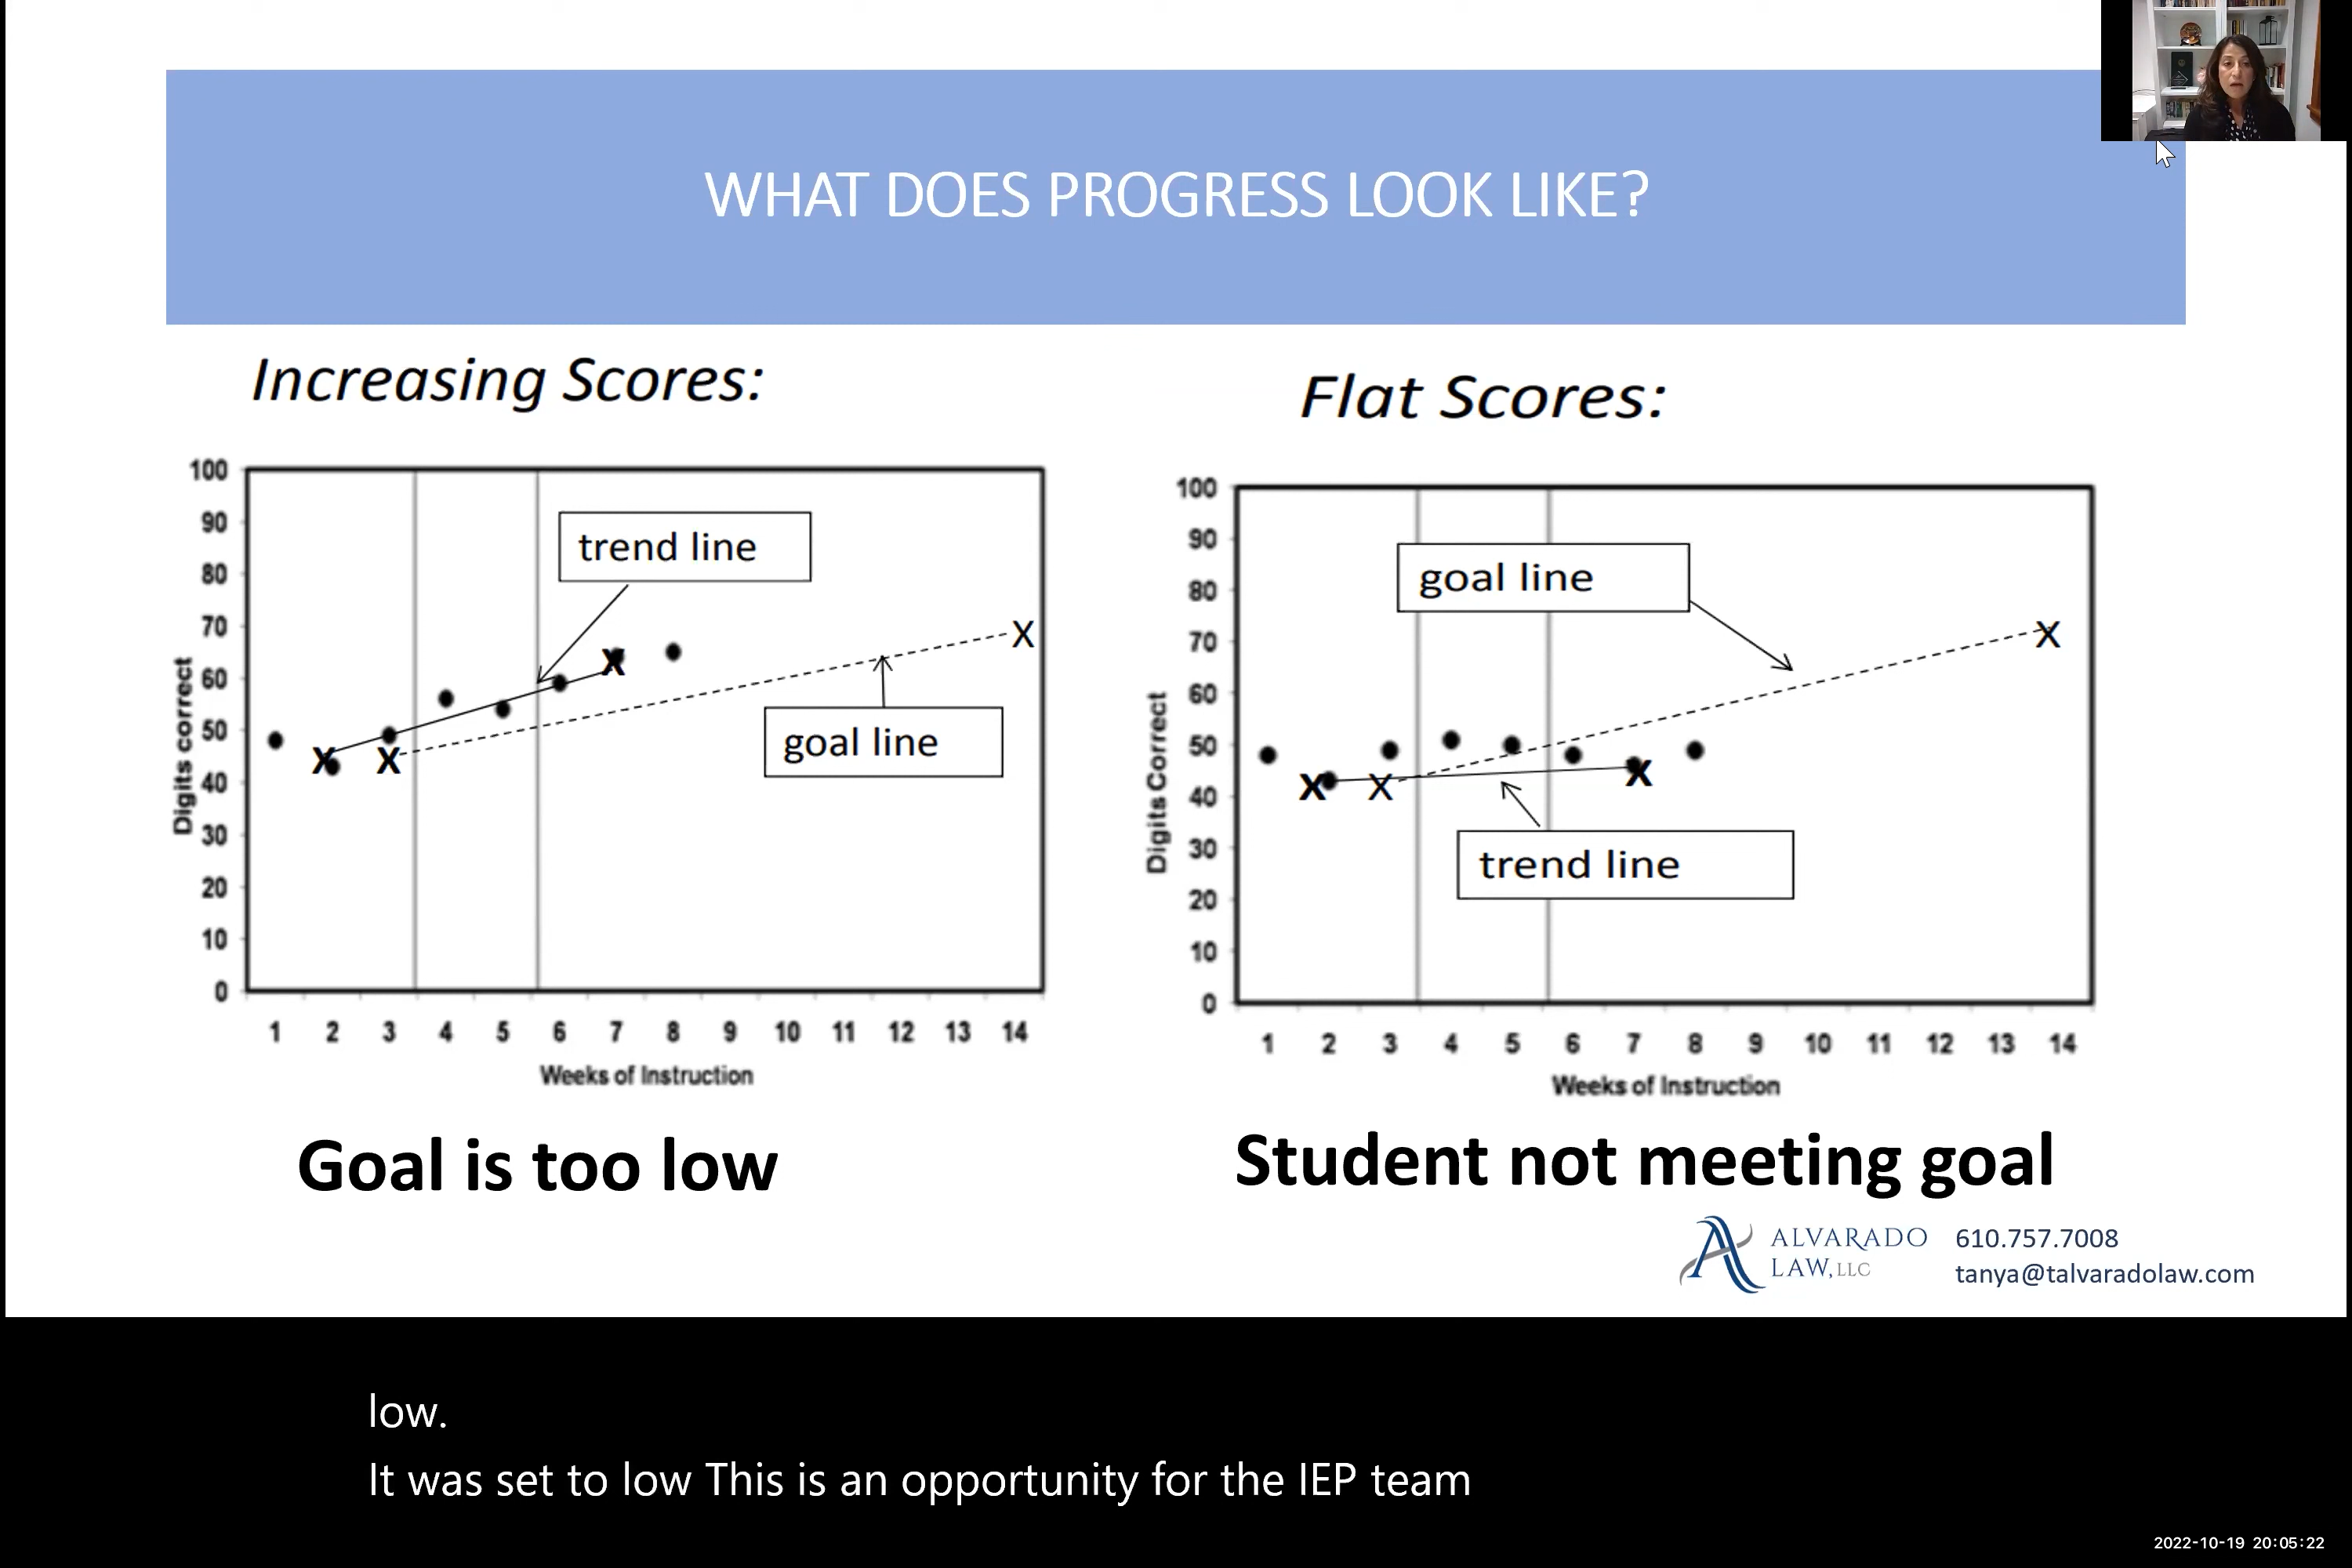 WHAT DOES PROGRESS LOOK LIKE?
Increasing Scores:
100
90
80
70
60
50
40
30
20
10
0
Digits correct
trend line
goal line
X
X
X
X
1 2 3 4 5 6 7 8 9 10 11 12 13 14
Weeks of Instruction
Goal is too low
Flat Scores:
100
90
80
70
60
50
40
30
20
10
0
Digits Correct
goal line
trend line
X
X
X
X
1 2 3 4 5 6 7 8 9 10 11 12 13 14
Weeks of Instruction
Student not meeting goal
ALVARADO
LAW, LLC
610.757.7008
tanya@talvaradolaw.com
low.
It was set to low This is an opportunity for the IEP team
2022-10-19 20:05:22